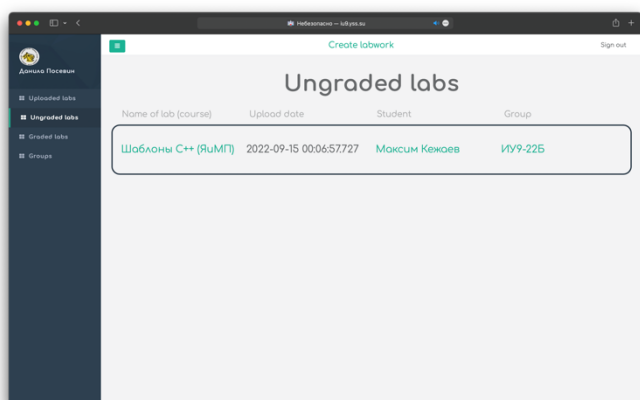 Небезопасно — iu9.yss.su
Create labwork
Sign out
Данила Посевин
Uploaded labs
Ungraded labs
Graded labs
Groups
Ungraded labs
Name of lab (course) Upload date Student Group
Шаблоны C++ (ЯиМП) 2022-09-15 00:06:57.727 Максим Кежаев ИУ9-22Б